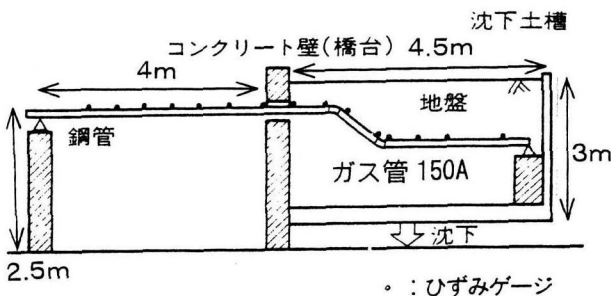 沈下土槽
コンクリート壁(橋台) 4.5m
4m
地盤
鋼管
ガス管 150A
3m
沈下
2.5m
。:ひずみゲージ